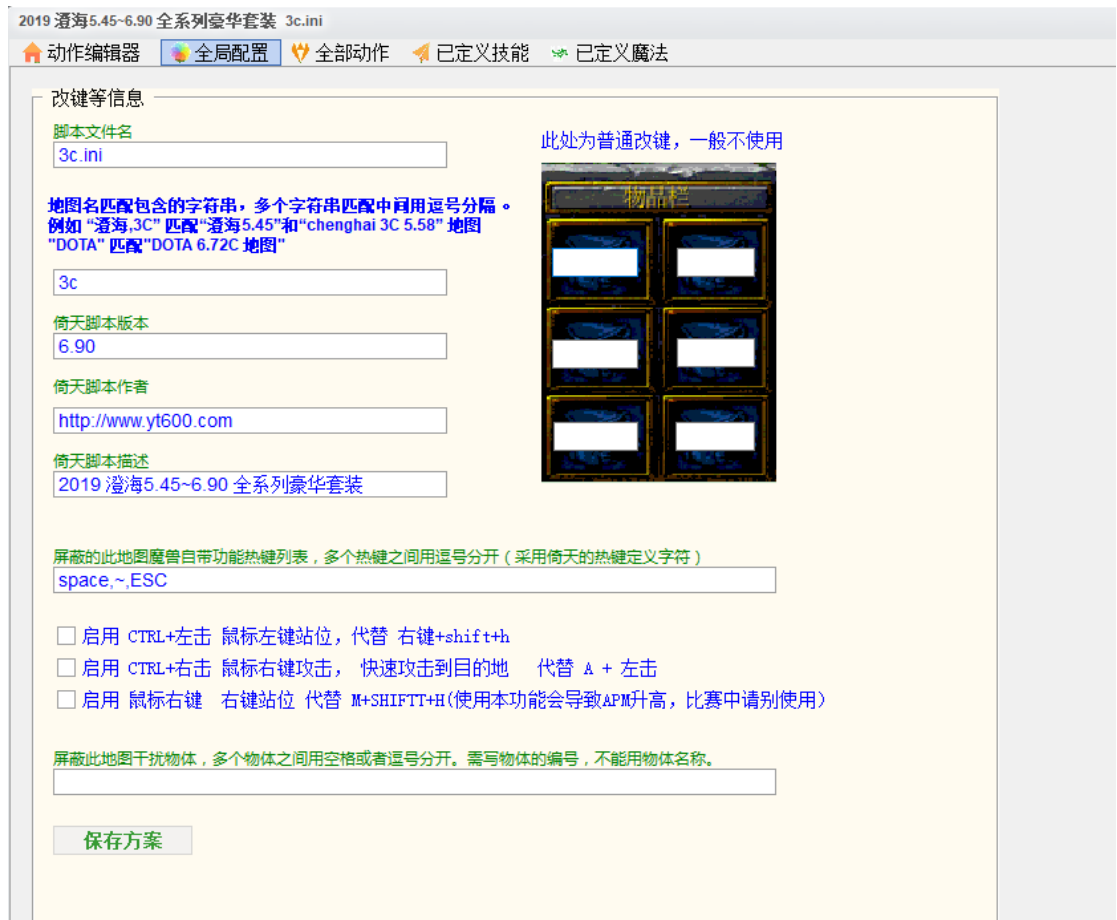 2019 澄海5.45~6.90 全系列豪华套装 3c.ini
动作编辑器 全局配置 全部动作 已定义技能 已定义魔法
改键等信息
脚本文件名
3c.ini
此处为普通改键，一般不使用
物品栏
地图名匹配包含的字符串，多个字符串匹配中间用逗号分隔。
例如 “澄海,3C” 匹配“澄海5.45”和“chenghai 3C 5.58” 地图
"DOTA" 匹配"DOTA 6.72C 地图"
3c
倚天脚本版本
6.90
倚天脚本作者
http://www.yt600.com
倚天脚本描述
2019 澄海5.45~6.90 全系列豪华套装
屏蔽的此地图魔兽自带功能热键列表，多个热键之间用逗号分开（采用倚天的热键定义字符）
space,~,ESC
启用 CTRL+左击 鼠标左键站位，代替 右键+shift+h
启用 CTRL+右击 鼠标右键攻击， 快速攻击到目的地 代替 A + 左击
启用 鼠标右键 右键站位 代替 M+SHIFTT+H(使用本功能会导致APM升高，比赛中请别使用)
屏蔽此地图干扰物体，多个物体之间用空格或者逗号分开。需写物体的编号，不能用物体名称。
保存方案